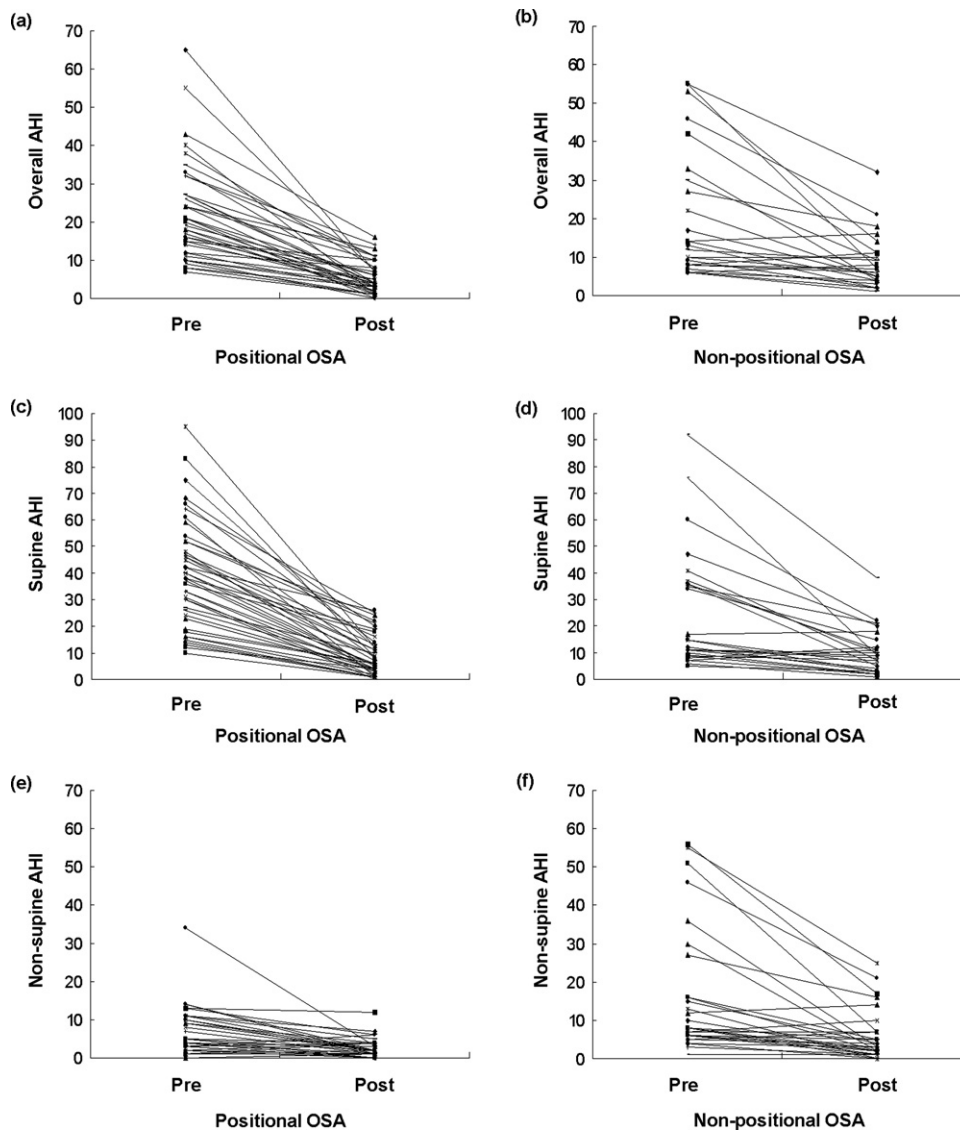 (a)
Overall AHI
70
60
50
40
30
20
10
0
Pre
Post
Positional OSA
(b)
Overall AHI
70
60
50
40
30
20
10
0
Pre
Post
Non-positional OSA
(c)
Supine AHI
100
90
80
70
60
50
40
30
20
10
0
Pre
Post
Positional OSA
(d)
Supine AHI
100
90
80
70
60
50
40
30
20
10
0
Pre
Post
Non-positional OSA
(e)
Non-supine AHI
70
60
50
40
30
20
10
0
Pre
Post
Positional OSA
(f)
Non-supine AHI
70
60
50
40
30
20
10
0
Pre
Post
Non-positional OSA